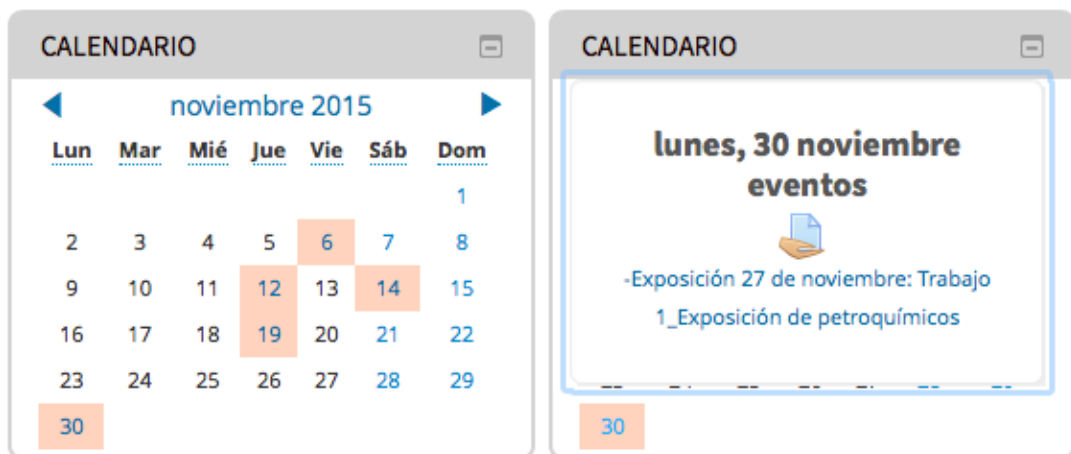 CALENDARIO
noviembre 2015
Lun Mar Mié Jue Vie Sáb Dom
1
2 3 4 5 6 7 8
9 10 11 12 13 14 15
16 17 18 19 20 21 22
23 24 25 26 27 28 29
30
CALENDARIO
lunes, 30 noviembre
eventos
-Exposición 27 de noviembre: Trabajo
1_Exposición de petroquímicos
30